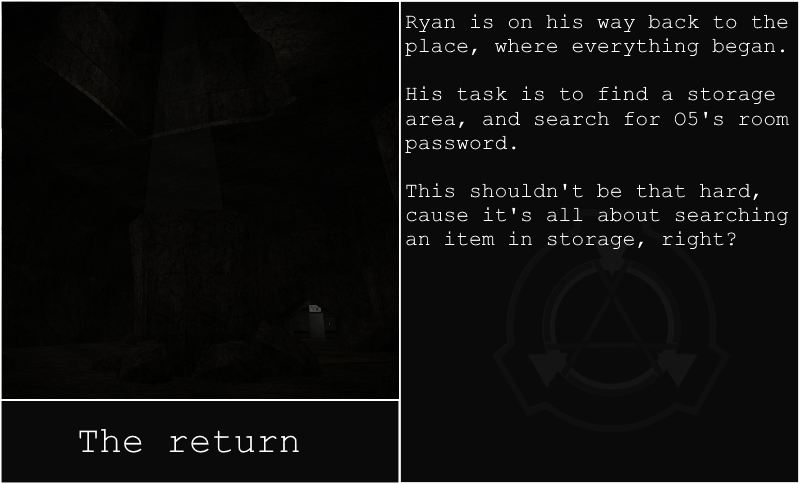 Ryan is on his way back to the
place, where everything began.
His task is to find a storage
area, and search for O5's room
password.
This shouldn't be that hard,
cause it's all about searching
an item in storage, right?
The return